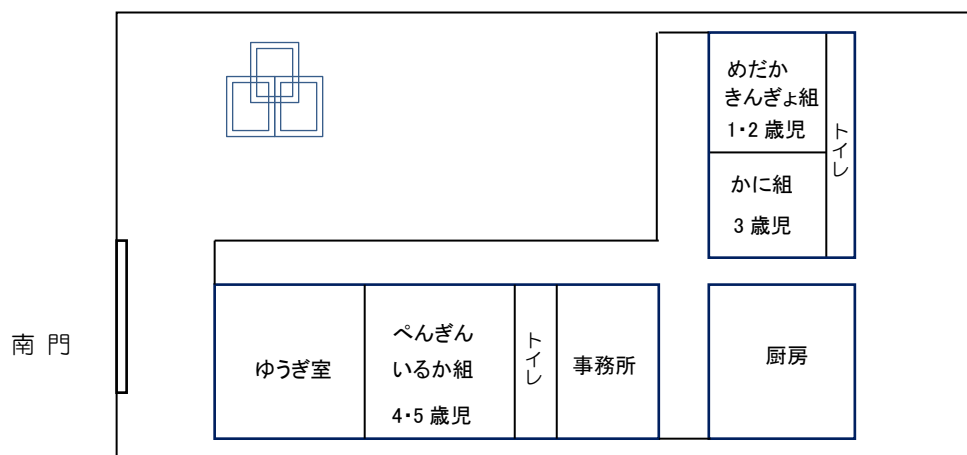 めだか
きんぎょ組
1・2 歳児
トイレ
かに組
3 歳児
南 門
ゆうぎ室
ぺんぎん
いるか組
4・5 歳児
トイレ
事務所
厨房